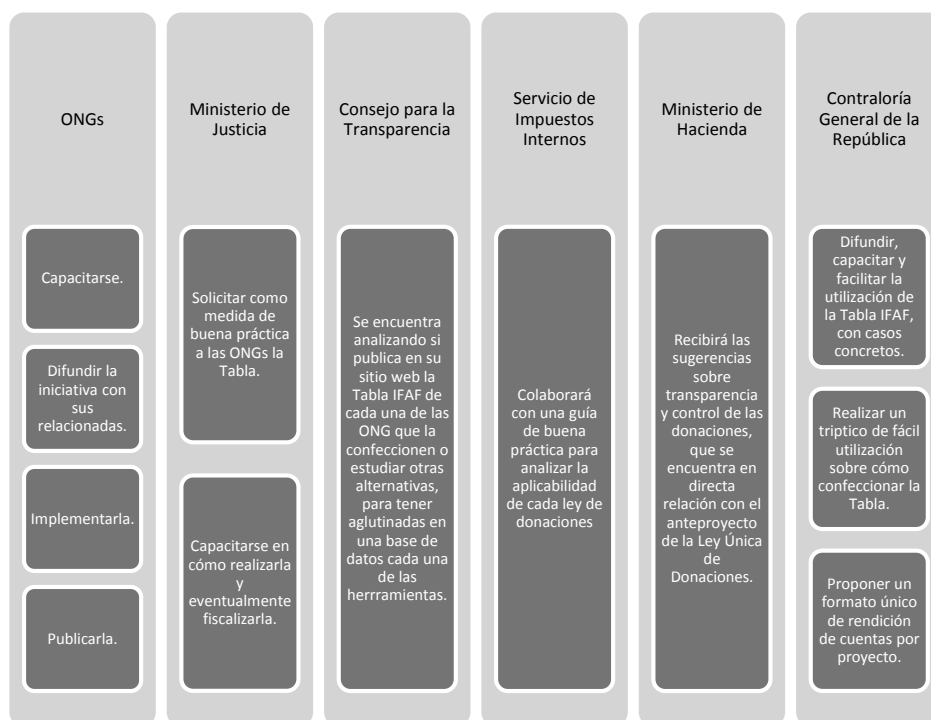 ONGs
Capacitarse.
Difundir la
iniciativa con
sus
relacionadas.
Implementarla.
Publicarla.
Ministerio de
Justicia
Solicitar como
medida de
buena práctica
a las ONGs la
Tabla.
Capacitarse en
cómo realizarla
y
eventualmente
fiscalizarla.
Consejo para la
Transparencia
Se encuentra
analizando si
publica en su
sitio web la
Tabla IFAF de
cada una de las
ONG que la
confeccionen o
estudiar otras
alternativas,
para tener
aglutinadas en
una base de
datos cada una
de las
herrramientas.
Servicio de
Impuestos
Internos
Colaborará
con una guía
de buena
práctica para
analizar la
aplicabilidad
de cada ley de
donaciones
Ministerio de
Hacienda
Recibirá las
sugerencias
sobre
transparencia
y control de las
donaciones,
que se
encuentra en
directa
relación con el
anteproyecto
de la Ley Única
de
Donaciones.
Contraloría
General de la
República
Difundir,
capacitar y
facilitar la
utilización de
la Tabla IFAF,
con casos
concretos.
Realizar un
triptico de fácil
utilización
sobre cómo
confeccionar la
Tabla.
Proponer un
formato único
de rendición
de cuentas por
proyecto.